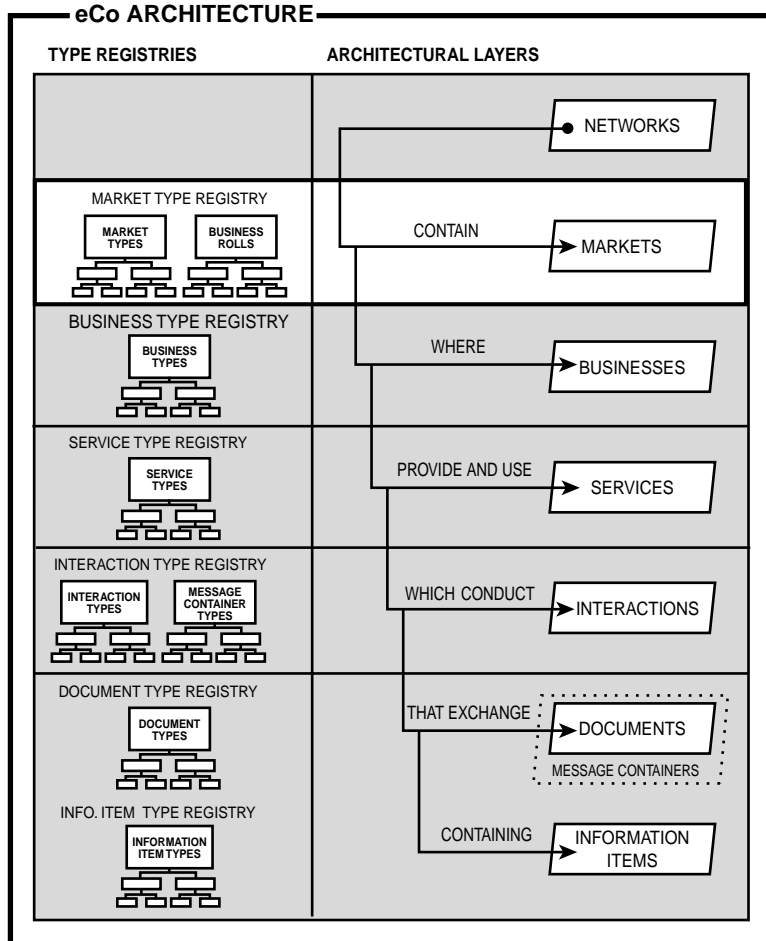 eCo ARCHITECTURE
TYPE REGISTRIES
ARCHITECTURAL LAYERS
NETWORKS
MARKET TYPE REGISTRY
MARKET
TYPES
BUSINESS
ROLLS
CONTAIN
MARKETS
BUSINESS TYPE REGISTRY
BUSINESS
TYPES
WHERE
BUSINESSES
SERVICE TYPE REGISTRY
SERVICE
TYPES
PROVIDE AND USE
SERVICES
INTERACTION TYPE REGISTRY
INTERACTION
TYPES
MESSAGE
CONTAINER
TYPES
WHICH CONDUCT
INTERACTIONS
DOCUMENT TYPE REGISTRY
DOCUMENT
TYPES
THAT EXCHANGE
DOCUMENTS
MESSAGE CONTAINERS
INFO. ITEM TYPE REGISTRY
INFORMATION
ITEM TYPES
CONTAINING
INFORMATION
ITEMS